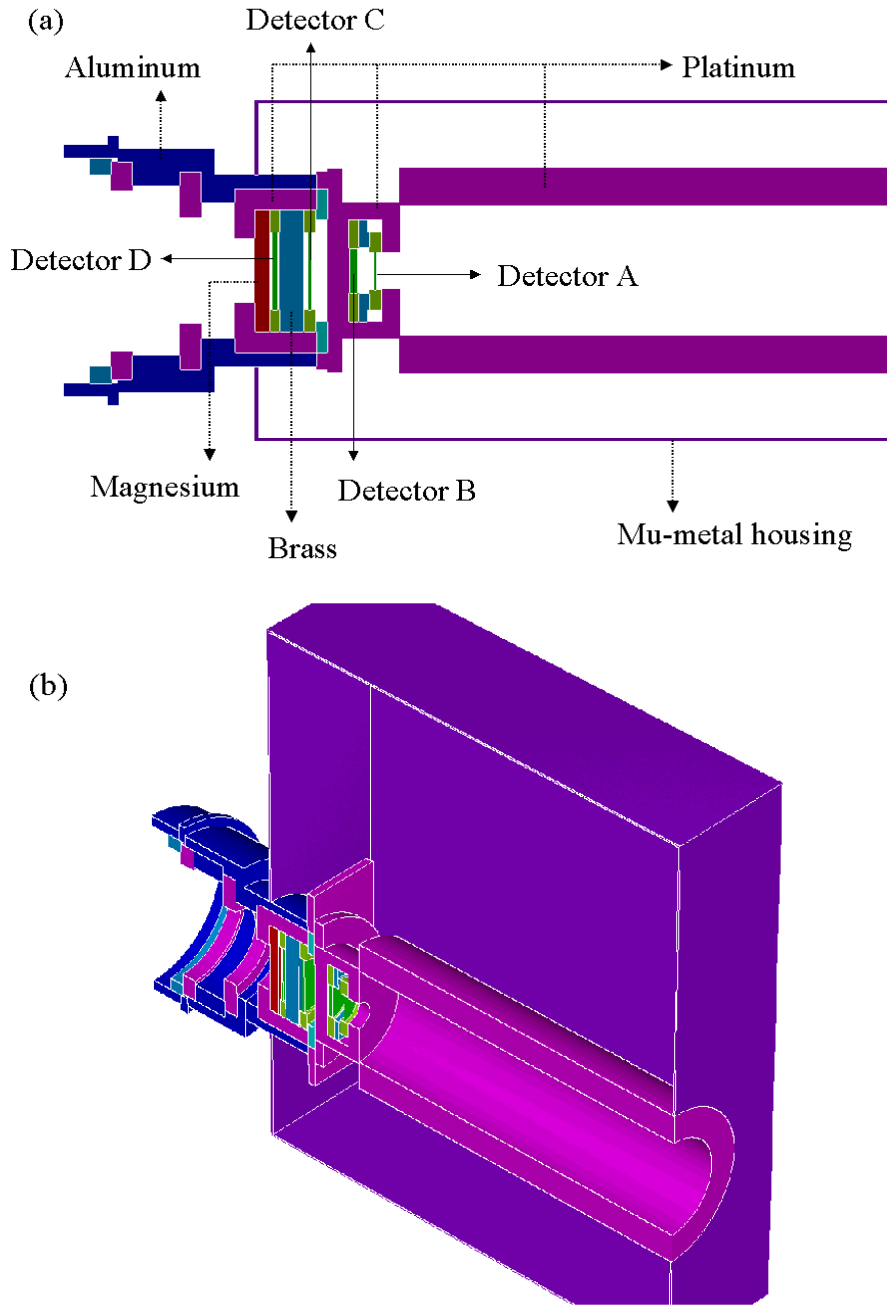 (a)
Detector C
Aluminum
Platinum
Detector D
Detector A
Magnesium
Detector B
Brass
Mu-metal housing
(b)